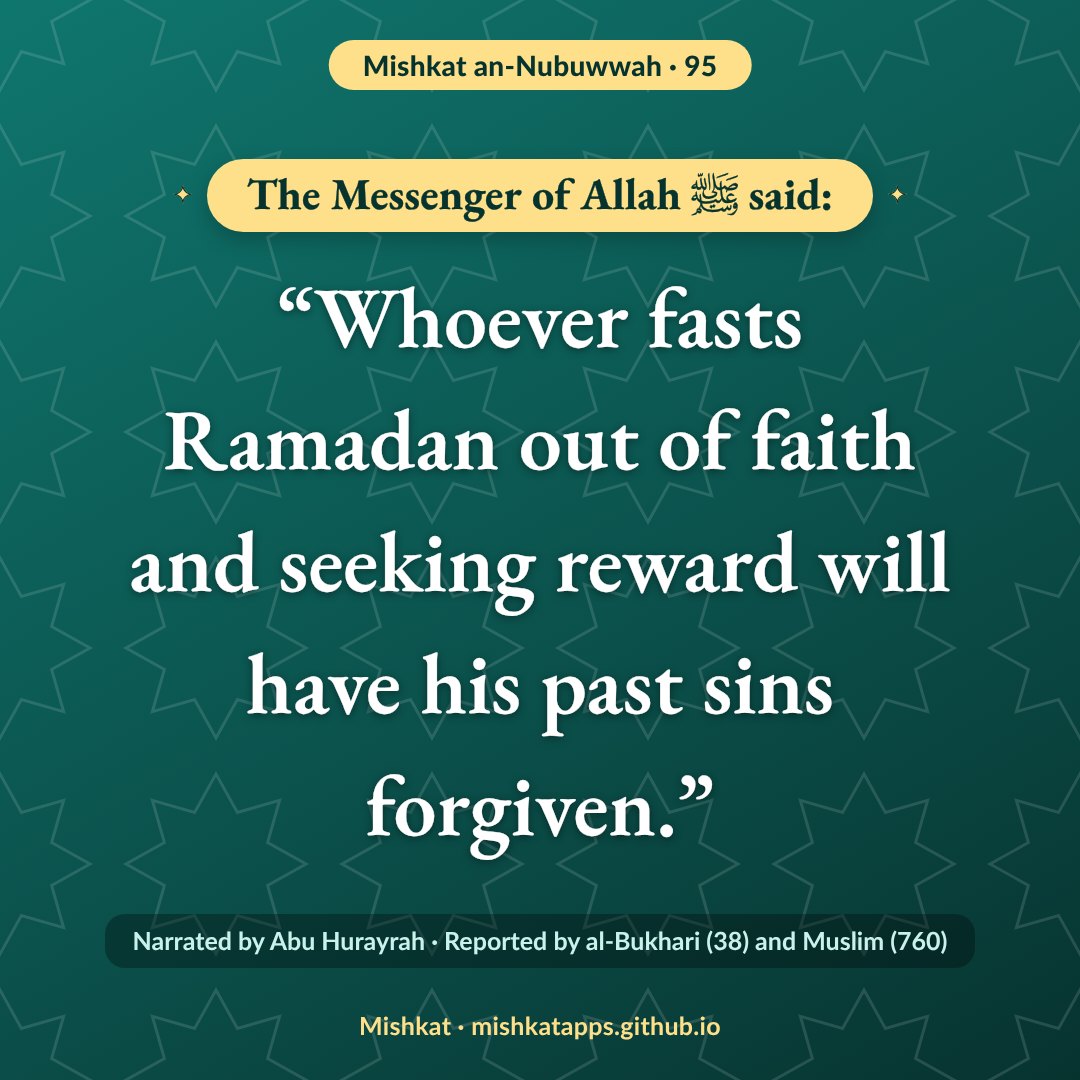 Mishkat an-Nubuwwah · 95
The Messenger of Allah ﷺ said:
“Whoever fasts
Ramadan out of faith
and seeking reward will
have his past sins
forgiven.”
Narrated by Abu Hurayrah · Reported by al-Bukhari (38) and Muslim (760)
Mishkat · mishkatapps.github.io